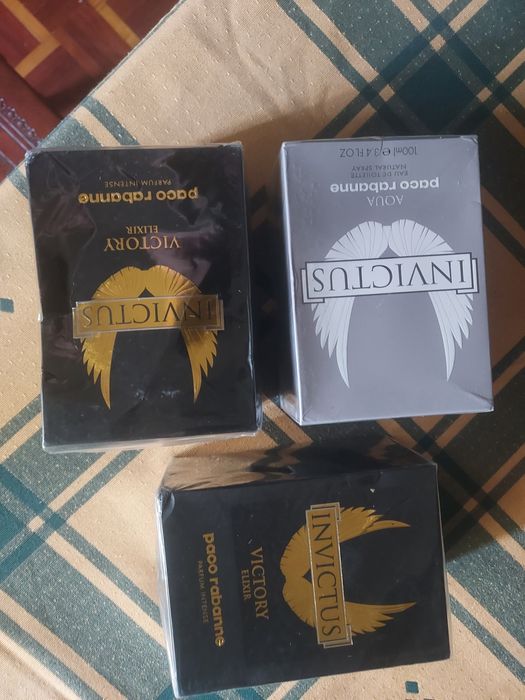 INVICTUS
VICTORY
ELIXIR
paco rabanne
PARFUM INTENSE
INVICTUS
AQUA
paco rabanne
EAU DE TOILETTE
NATURAL SPRAY
100ml e 3.4 FL OZ
INVICTUS
VICTORY
ELIXIR
paco rabanne
PARFUM INTENSE